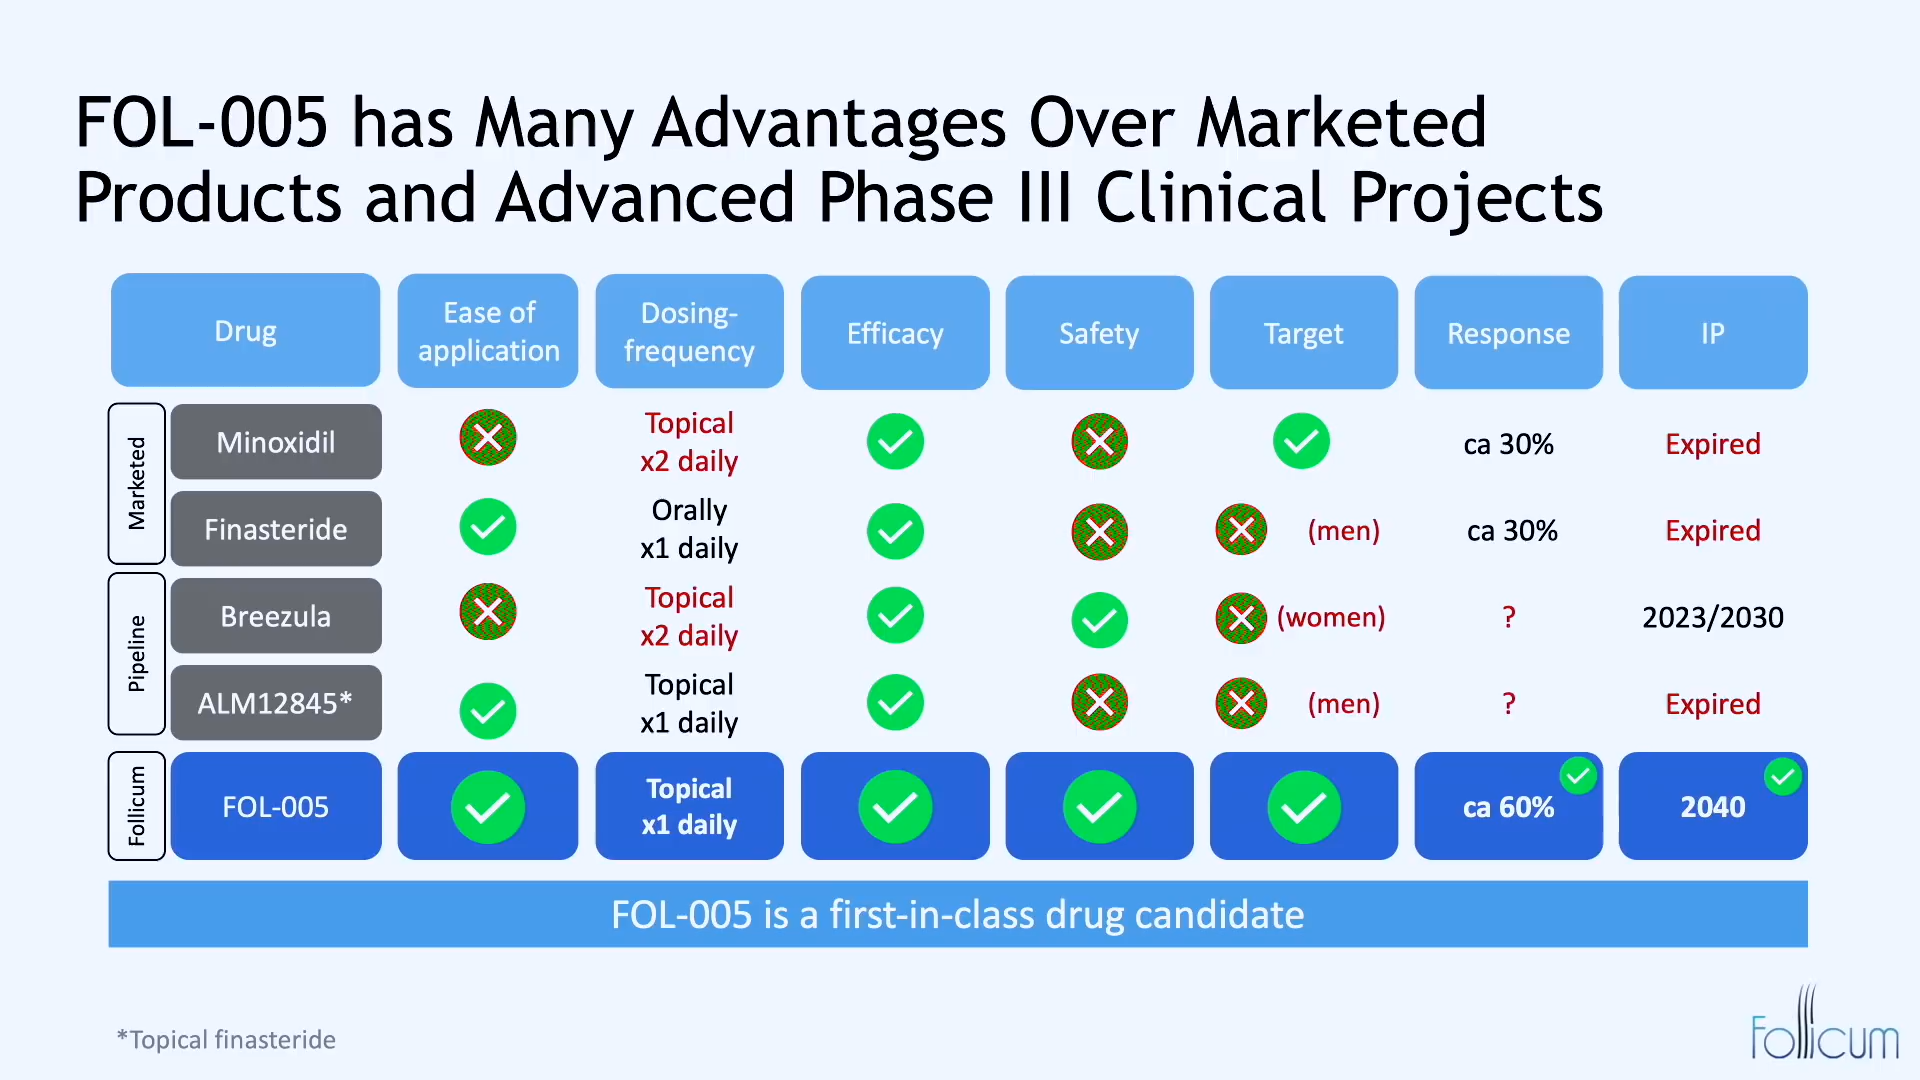 FOL-005 has Many Advantages Over Marketed
Products and Advanced Phase III Clinical Projects
Drug
Ease of
application
Dosing-
frequency
Efficacy
Safety
Target
Response
IP
Marketed
Minoxidil
Topical
x2 daily
ca 30%
Expired
Finasteride
Orally
x1 daily
(men)
ca 30%
Expired
Pipeline
Breezula
Topical
x2 daily
(women)
?
2023/2030
ALM12845*
Topical
x1 daily
(men)
?
Expired
Follicum
FOL-005
Topical
x1 daily
ca 60%
2040
FOL-005 is a first-in-class drug candidate
*Topical finasteride
Follicum